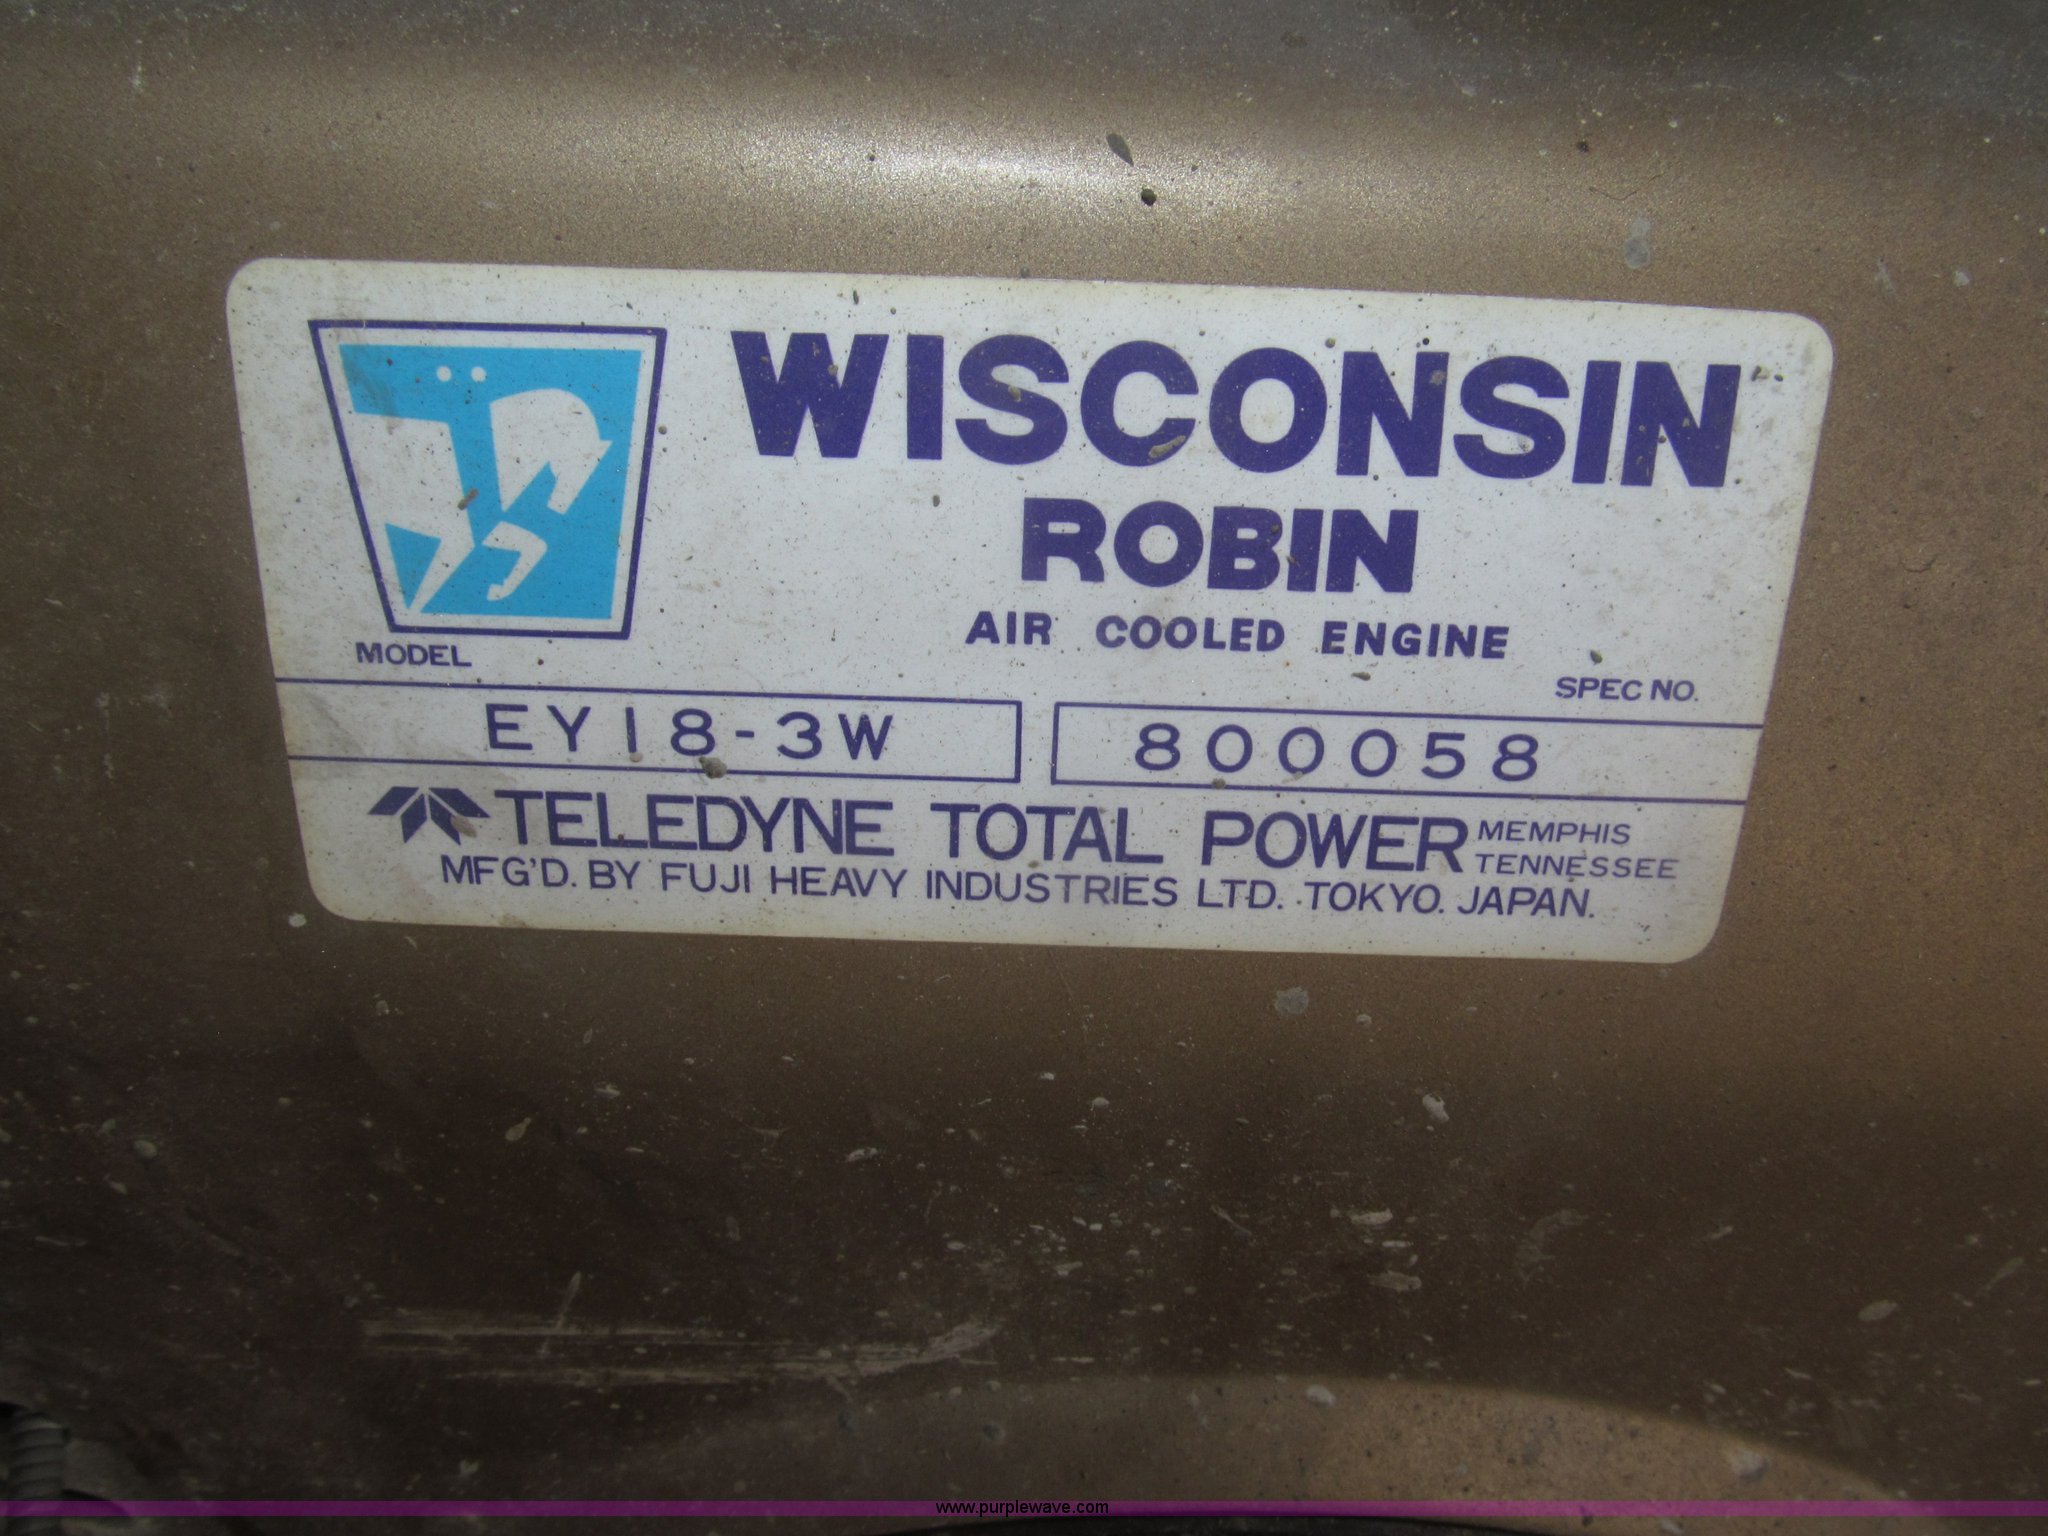 WISCONSIN
ROBIN
AIR COOLED ENGINE
MODEL
SPEC NO.
EY18-3W
800058
TELEDYNE TOTAL POWER MEMPHIS TENNESSEE
MFG'D. BY FUJI HEAVY INDUSTRIES LTD. TOKYO. JAPAN.
www.purplewave.com